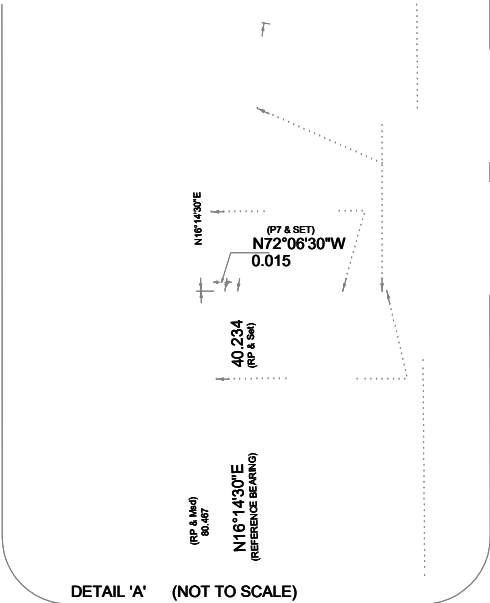 N16°14'30"E
(P7 & SET)
N72°06'30"W
0.015
40.234
(RP & Set)
(RP & Msd)
80.467
N16°14'30"E
(REFERENCE BEARING)
DETAIL 'A' (NOT TO SCALE)